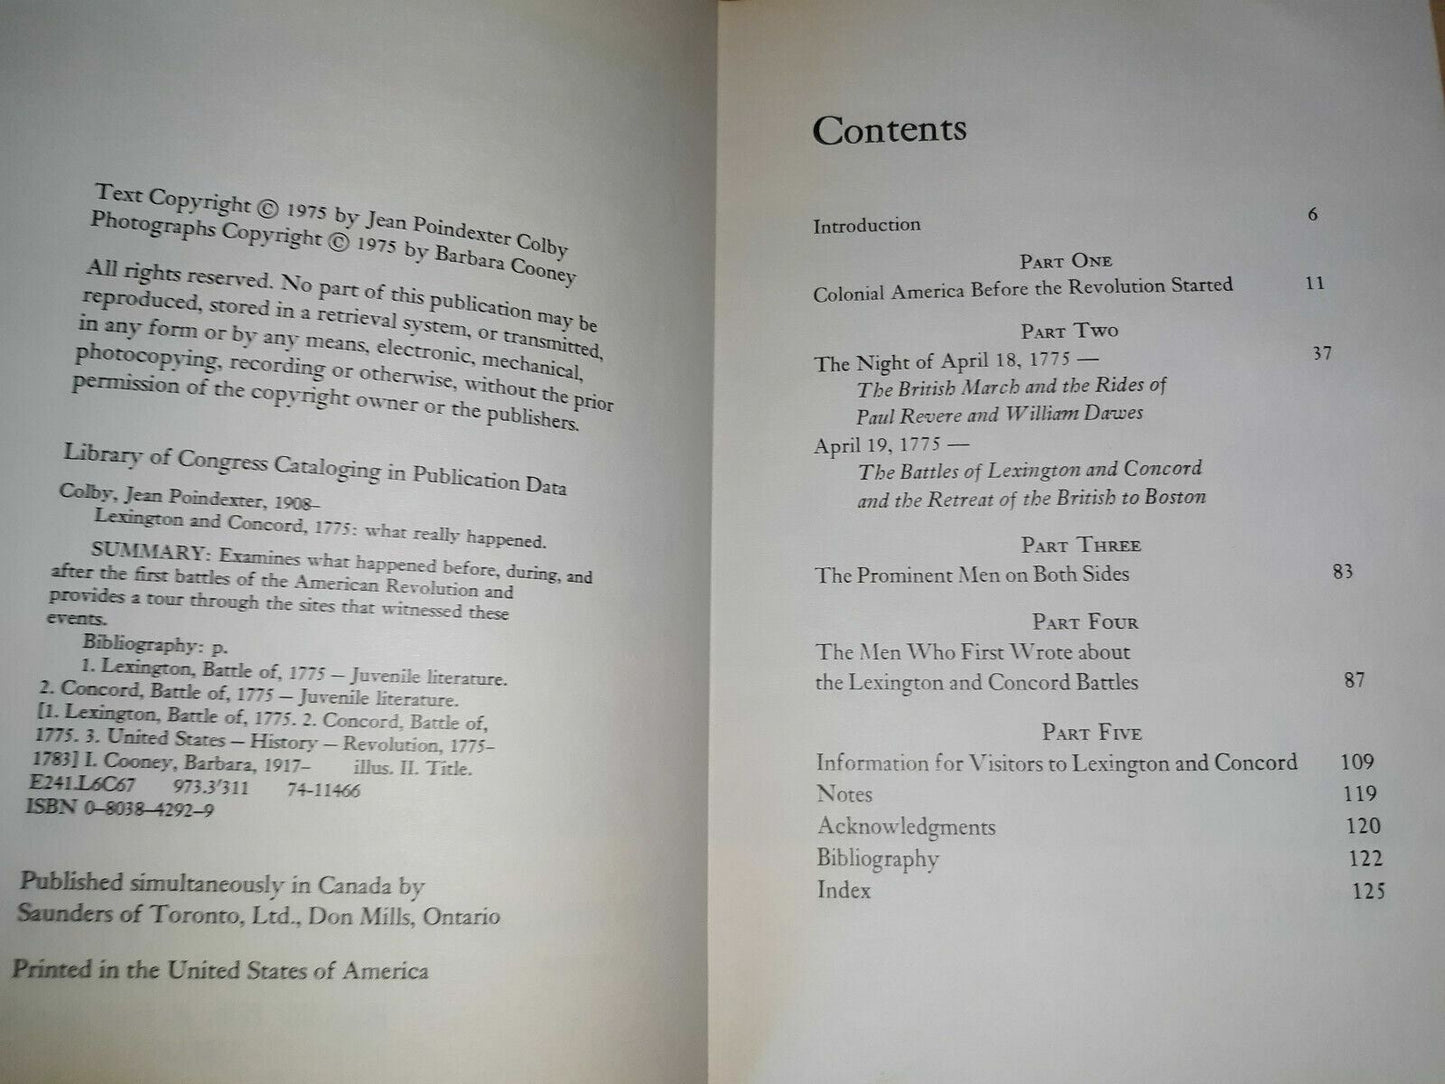 Text Copyright © 1975 by Jean Poindexter Colby
Photographs Copyright © 1975 by Barbara Cooney
All rights reserved. No part of this publication may be
reproduced, stored in a retrieval system, or transmitted,
in any form or by any means, electronic, mechanical,
photocopying, recording or otherwise, without the prior
permission of the copyright owner or the publishers.
Library of Congress Cataloging in Publication Data
Colby, Jean Poindexter, 1908–
Lexington and Concord, 1775: what really happened.
SUMMARY: Examines what happened before, during, and
after the first battles of the American Revolution and
provides a tour through the sites that witnessed these
events.
Bibliography: p.
1. Lexington, Battle of, 1775 — Juvenile literature.
2. Concord, Battle of, 1775 — Juvenile literature.
[1. Lexington, Battle of, 1775. 2. Concord, Battle of,
1775. 3. United States — History — Revolution, 1775–
1783] I. Cooney, Barbara, 1917– illus. II. Title.
E241.L6C67 973.3'311 74-11466
ISBN 0–8038–4292–9
Published simultaneously in Canada by
Saunders of Toronto, Ltd., Don Mills, Ontario
Printed in the United States of America
Contents
Introduction 6
PART ONE
Colonial America Before the Revolution Started 11
PART TWO
The Night of April 18, 1775 — 37
The British March and the Rides of
Paul Revere and William Dawes
April 19, 1775 —
The Battles of Lexington and Concord
and the Retreat of the British to Boston
PART THREE
The Prominent Men on Both Sides 83
PART FOUR
The Men Who First Wrote about
the Lexington and Concord Battles 87
PART FIVE
Information for Visitors to Lexington and Concord 109
Notes 119
Acknowledgments 120
Bibliography 122
Index 125